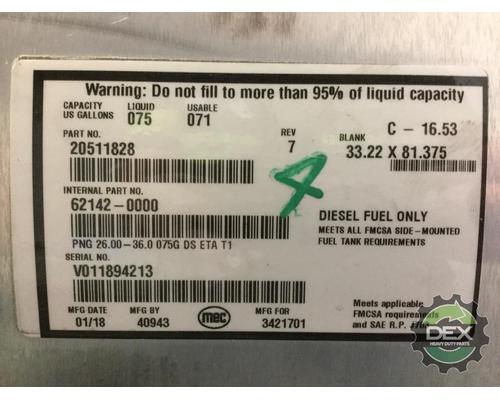 Warning: Do not fill to more than 95% of liquid capacity
CAPACITY LIQUID USABLE
US GALLONS 075 071
C - 16.53
PART NO. REV BLANK
20511828 7 33.22 X 81.375
INTERNAL PART NO.
62142-0000
4
DIESEL FUEL ONLY
MEETS ALL FMCSA SIDE-MOUNTED
FUEL TANK REQUIREMENTS
PNG 26.00-36.0 075G DS ETA T1
SERIAL NO.
V011894213
MFG DATE MFG BY mec MFG FOR
01/18 40943 3421701
Meets applicable
FMCSA requirements
and SAE R.P.
DEX
HEAVY DUTY PARTS